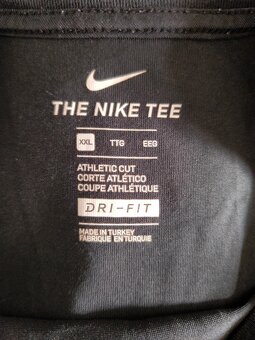 THE NIKE TEE
XXL TTG EEG
ATHLETIC CUT
CORTE ATLÉTICO
COUPE ATHLÉTIQUE
DRI-FIT
MADE IN TURKEY
FABRIQUE EN TURQUIE